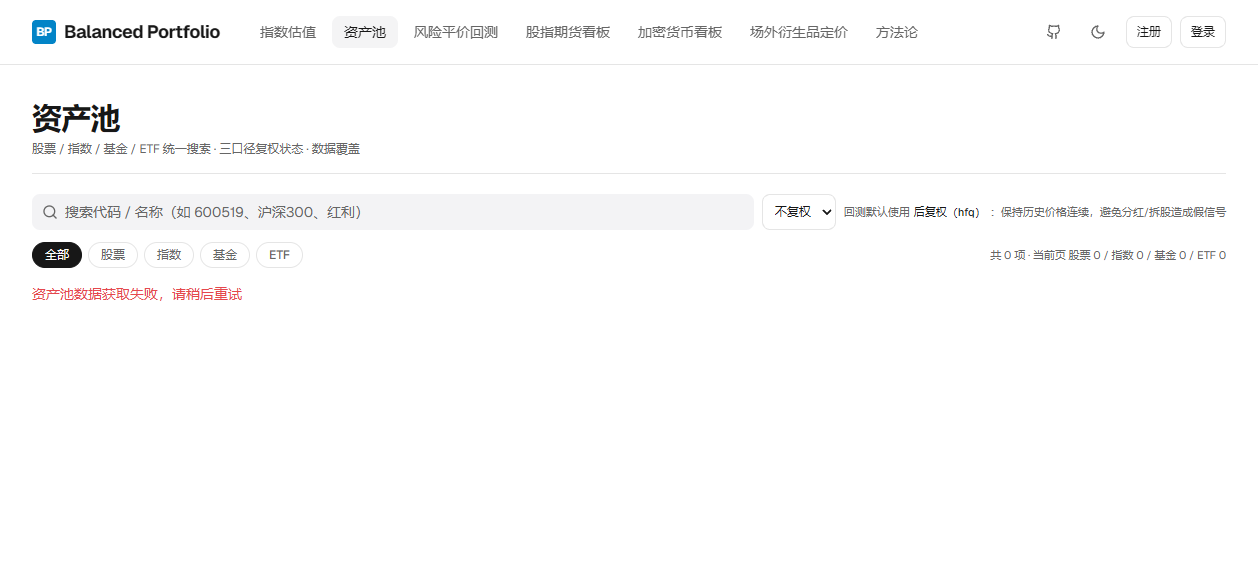 BP Balanced Portfolio 指数估值 资产池 风险平价回测 股指期货看板 加密货币看板 场外衍生品定价 方法论 注册 登录
资产池
股票 / 指数 / 基金 / ETF 统一搜索 · 三口径复权状态 · 数据覆盖
搜索代码 / 名称（如 600519、沪深300、红利） 不复权 回测默认使用 后复权（hfq） ：保持历史价格连续，避免分红/拆股造成假信号
全部 股票 指数 基金 ETF 共 0 项 · 当前页 股票 0 / 指数 0 / 基金 0 / ETF 0
资产池数据获取失败，请稍后重试